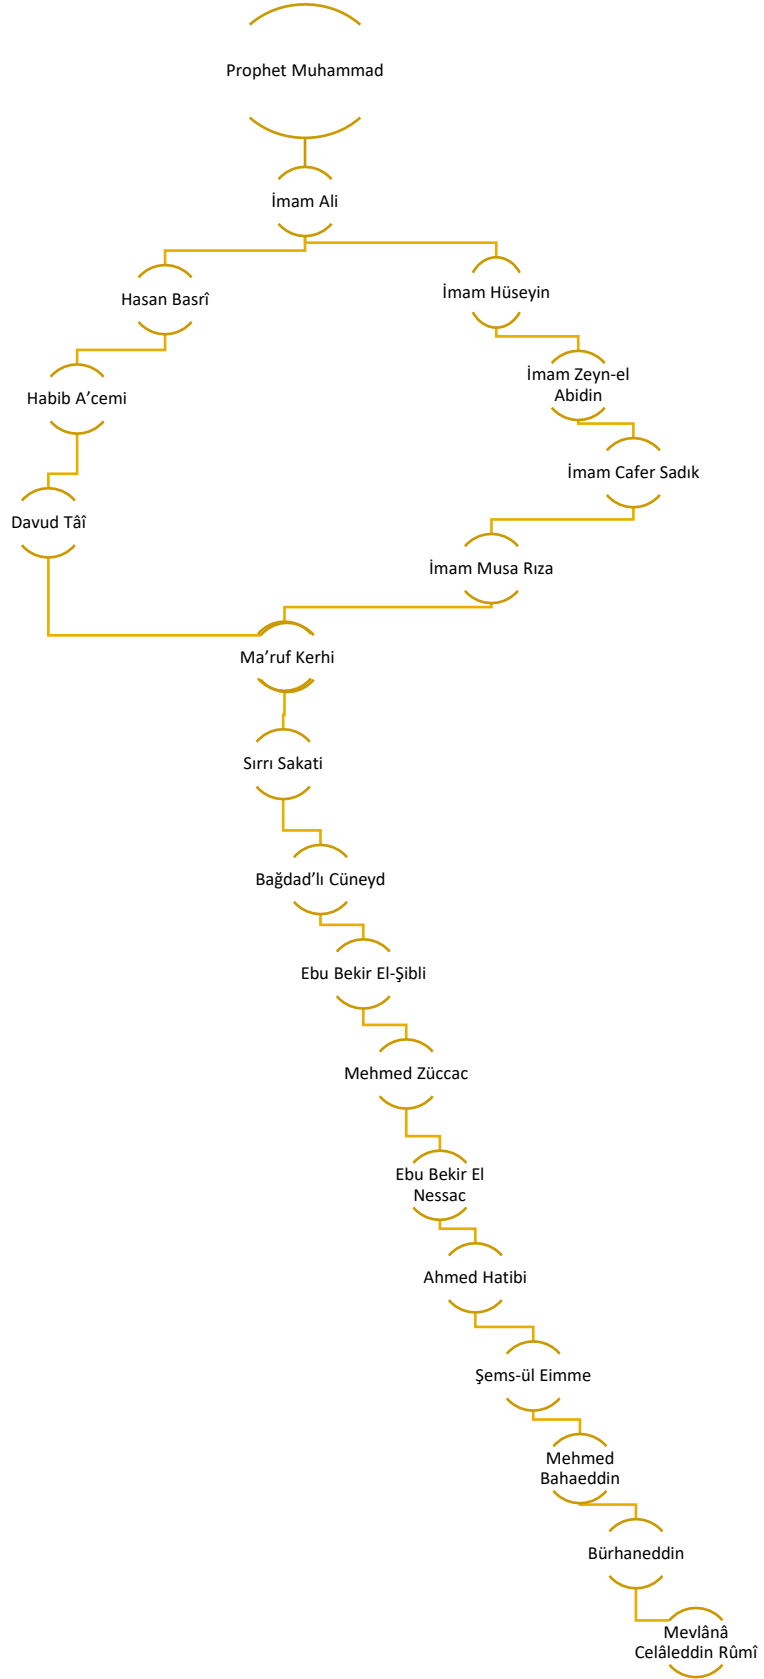 Prophet Muhammad
İmam Ali
Hasan Basrî
İmam Hüseyin
Habib A’cemi
İmam Zeyn-el
Abidin
İmam Cafer Sadık
Davud Tâî
İmam Musa Rıza
Ma’ruf Kerhi
Sırrı Sakati
Bağdad’lı Cüneyd
Ebu Bekir El-Şibli
Mehmed Züccac
Ebu Bekir El
Nessac
Ahmed Hatibi
Şems-ül Eimme
Mehmed
Bahaeddin
Bürhaneddin
Mevlânâ
Celâleddin Rûmî